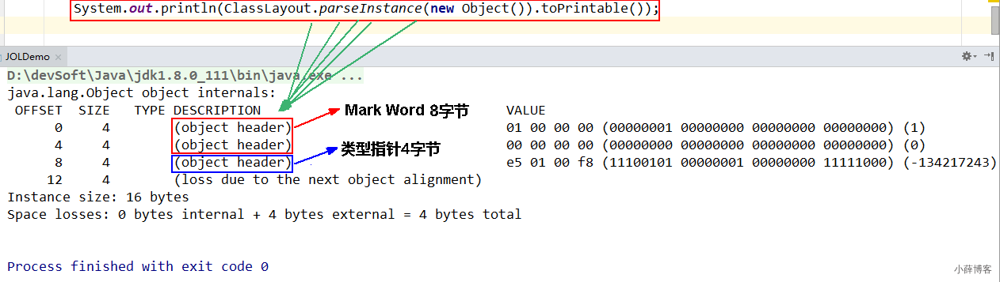 System.out.println(ClassLayout.parseInstance(new Object()).toPrintable());
JOLDemo ×
D:\devSoft\Java\jdk1.8.0_111\bin\java.exe ...
java.lang.Object object internals:
OFFSET SIZE TYPE DESCRIPTION VALUE
0 4 (object header) 01 00 00 00 (00000001 00000000 00000000 00000000) (1)
Mark Word 8字节
4 4 (object header) 00 00 00 00 (00000000 00000000 00000000 00000000) (0)
类型指针4字节
8 4 (object header) e5 01 00 f8 (11100101 00000001 00000000 11111000) (-134217243)
12 4 (loss due to the next object alignment)
Instance size: 16 bytes
Space losses: 0 bytes internal + 4 bytes external = 4 bytes total
Process finished with exit code 0
小薛博客